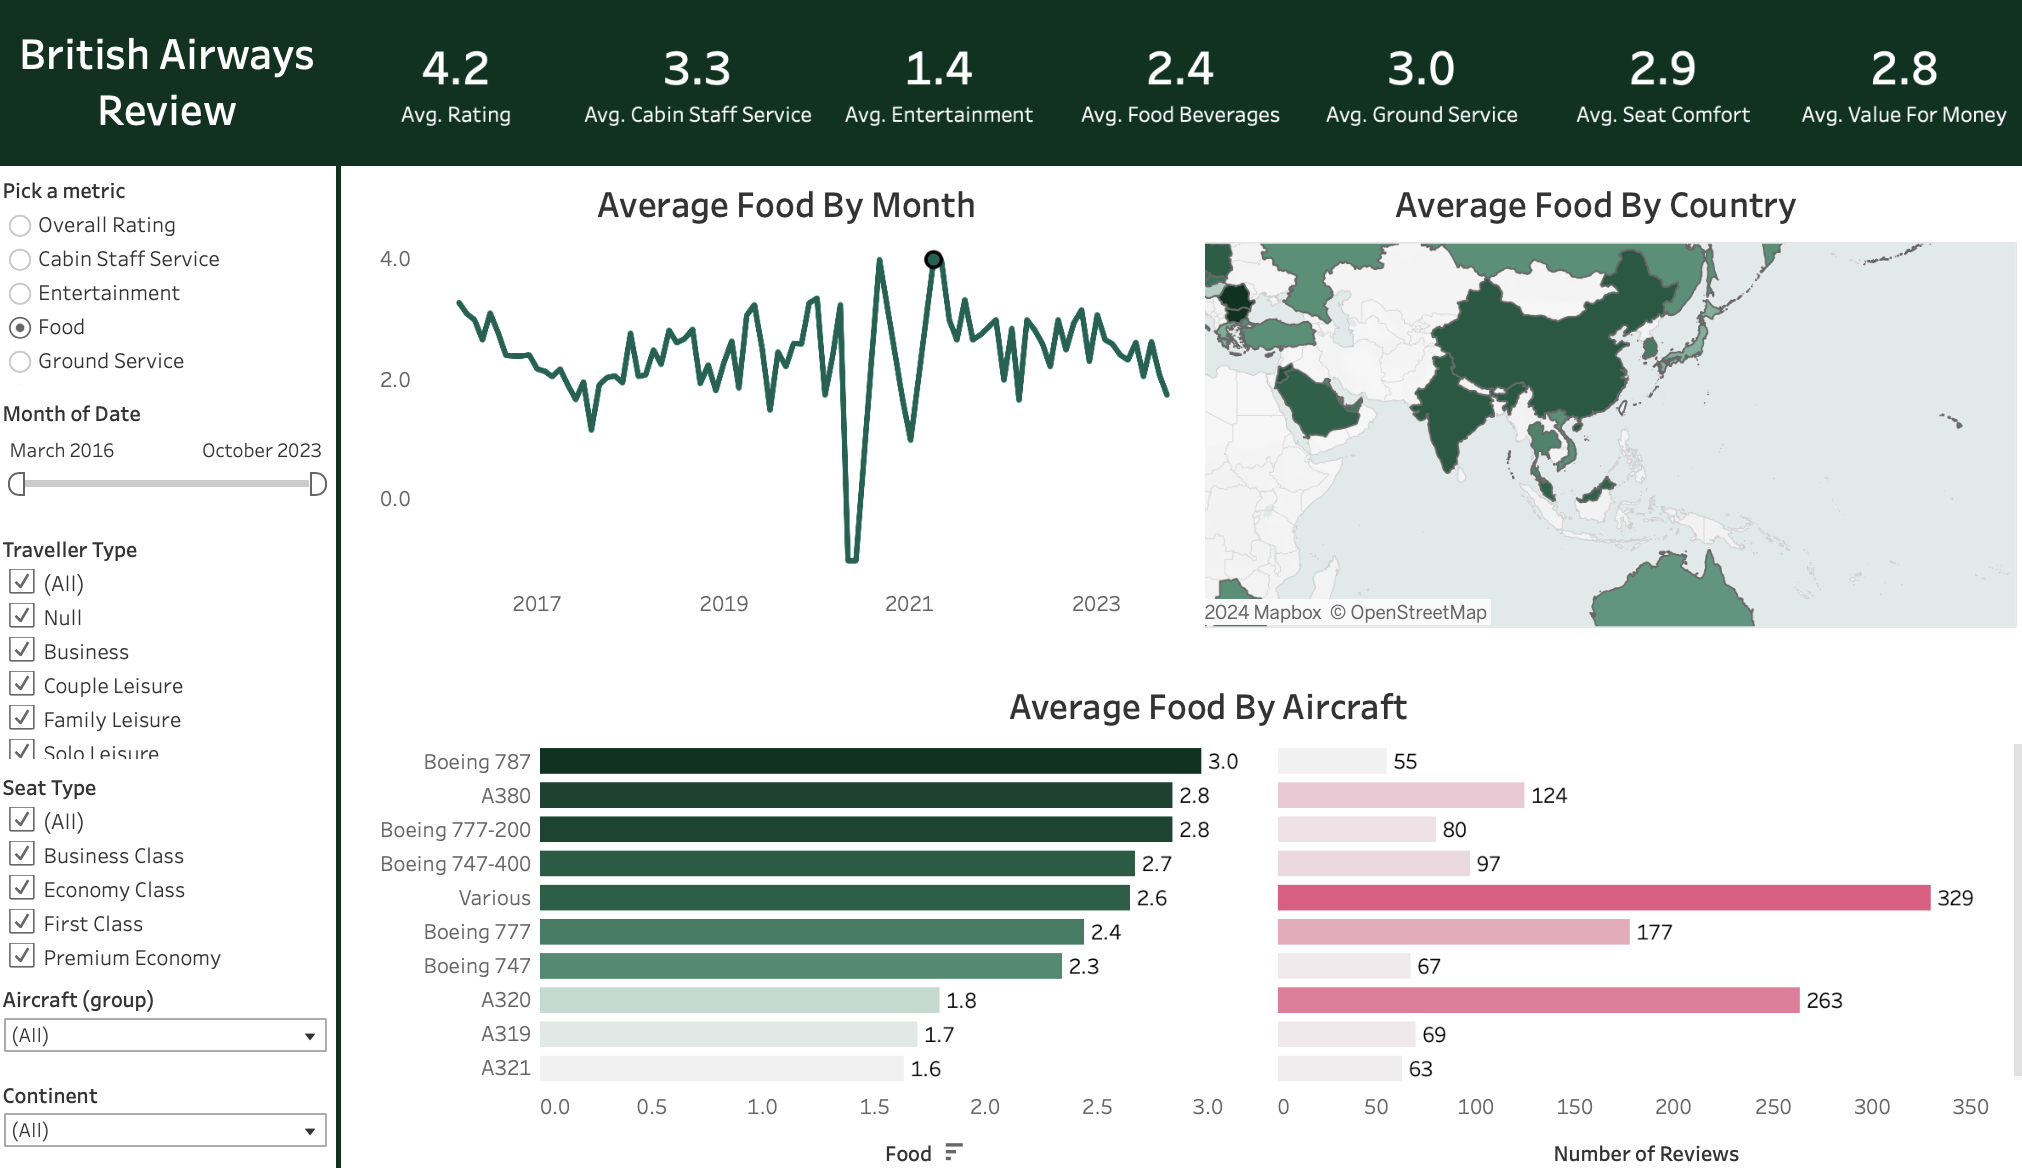 British Airways
Review
4.2
Avg. Rating
3.3
Avg. Cabin Staff Service
1.4
Avg. Entertainment
2.4
Avg. Food Beverages
3.0
Avg. Ground Service
2.9
Avg. Seat Comfort
2.8
Avg. Value For Money
Pick a metric
Overall Rating
Cabin Staff Service
Entertainment
Food
Ground Service
Month of Date
March 2016
October 2023
Traveller Type
(All)
Null
Business
Couple Leisure
Family Leisure
Solo Leisure
Seat Type
(All)
Business Class
Economy Class
First Class
Premium Economy
Aircraft (group)
(All)
Continent
(All)
Average Food By Month
4.0
2.0
0.0
2017
2019
2021
2023
Average Food By Country
2024 Mapbox © OpenStreetMap
Average Food By Aircraft
Boeing 787 3.0 55
A380 2.8 124
Boeing 777-200 2.8 80
Boeing 747-400 2.7 97
Various 2.6 329
Boeing 777 2.4 177
Boeing 747 2.3 67
A320 1.8 263
A319 1.7 69
A321 1.6 63
0.0 0.5 1.0 1.5 2.0 2.5 3.0
0 50 100 150 200 250 300 350
Food
Number of Reviews